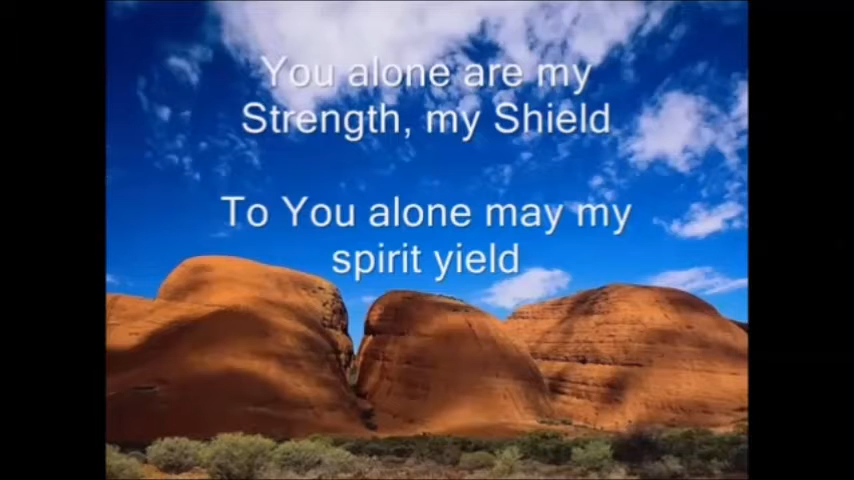 You alone are my
Strength, my Shield
To You alone may my
spirit yield